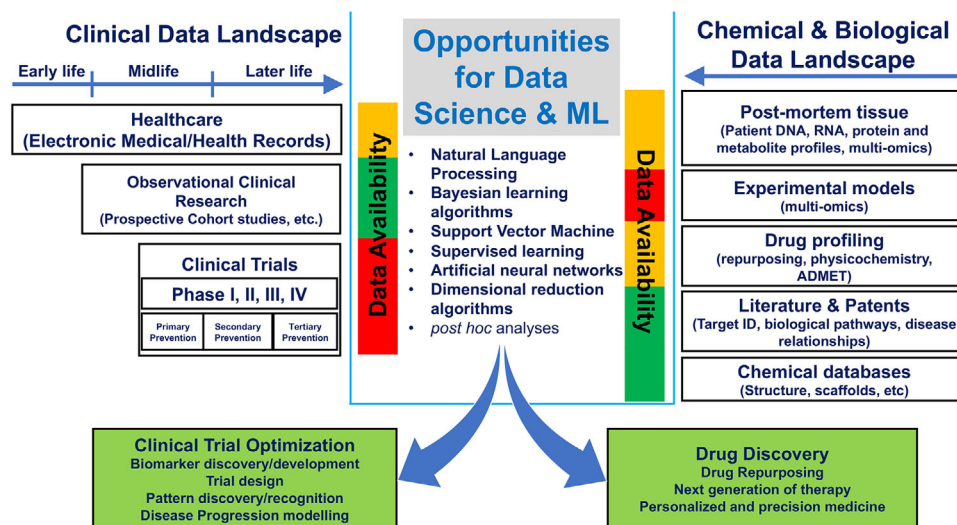 Clinical Data Landscape
Early life
Midlife
Later life
Healthcare
(Electronic Medical/Health Records)
Observational Clinical
Research
(Prospective Cohort studies, etc.)
Clinical Trials
Phase I, II, III, IV
Primary
Prevention
Secondary
Prevention
Tertiary
Prevention
Data Availability
Opportunities
for Data
Science & ML
• Natural Language
Processing
• Bayesian learning
algorithms
• Support Vector Machine
• Supervised learning
• Artificial neural networks
• Dimensional reduction
algorithms
• post hoc analyses
Data Availability
Chemical & Biological
Data Landscape
Post-mortem tissue
(Patient DNA, RNA, protein and
metabolite profiles, multi-omics)
Experimental models
(multi-omics)
Drug profiling
(repurposing, physicochemistry,
ADMET)
Literature & Patents
(Target ID, biological pathways, disease
relationships)
Chemical databases
(Structure, scaffolds, etc)
Clinical Trial Optimization
Biomarker discovery/development
Trial design
Pattern discovery/recognition
Disease Progression modelling
Drug Discovery
Drug Repurposing
Next generation of therapy
Personalized and precision medicine